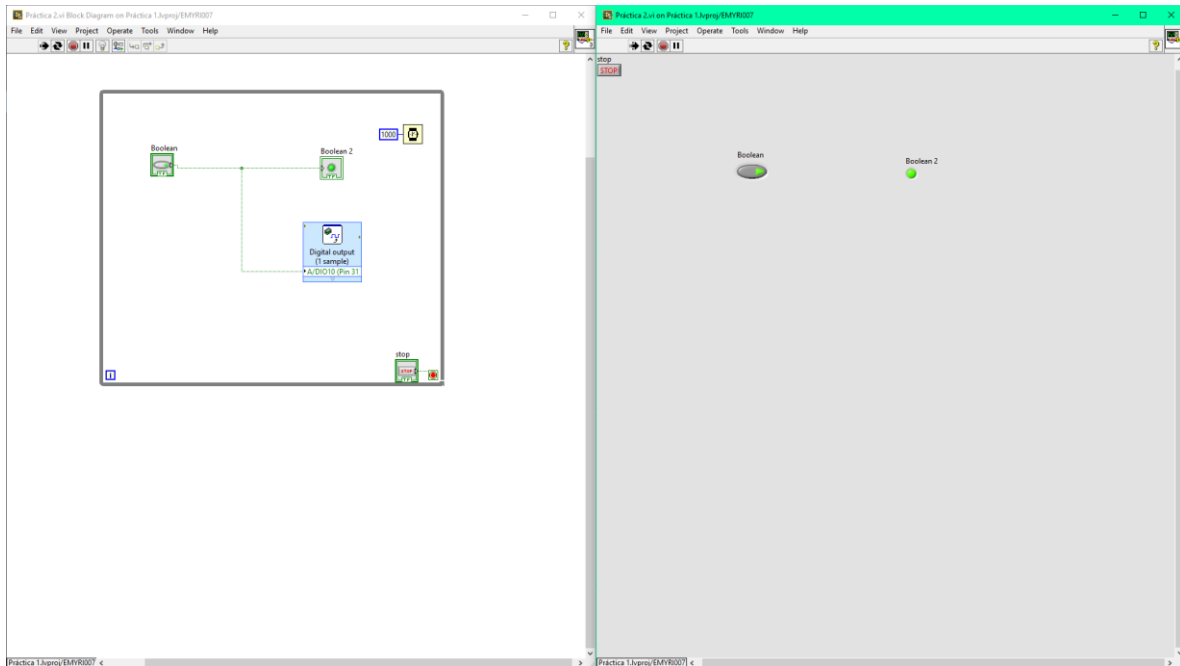 Práctica 2.vi Block Diagram on Práctica 1.lvproj/EMYRI007
File Edit View Project Operate Tools Window Help
1000
Boolean
TF
Boolean 2
TF
Digital output
(1 sample)
A/DIO10 (Pin 31
stop
STOP
TF
i
Práctica 1.lvproj/EMYRI007
Práctica 2.vi on Práctica 1.lvproj/EMYRI007
File Edit View Project Operate Tools Window Help
stop
STOP
Boolean
Boolean 2
Práctica 1.lvproj/EMYRI007